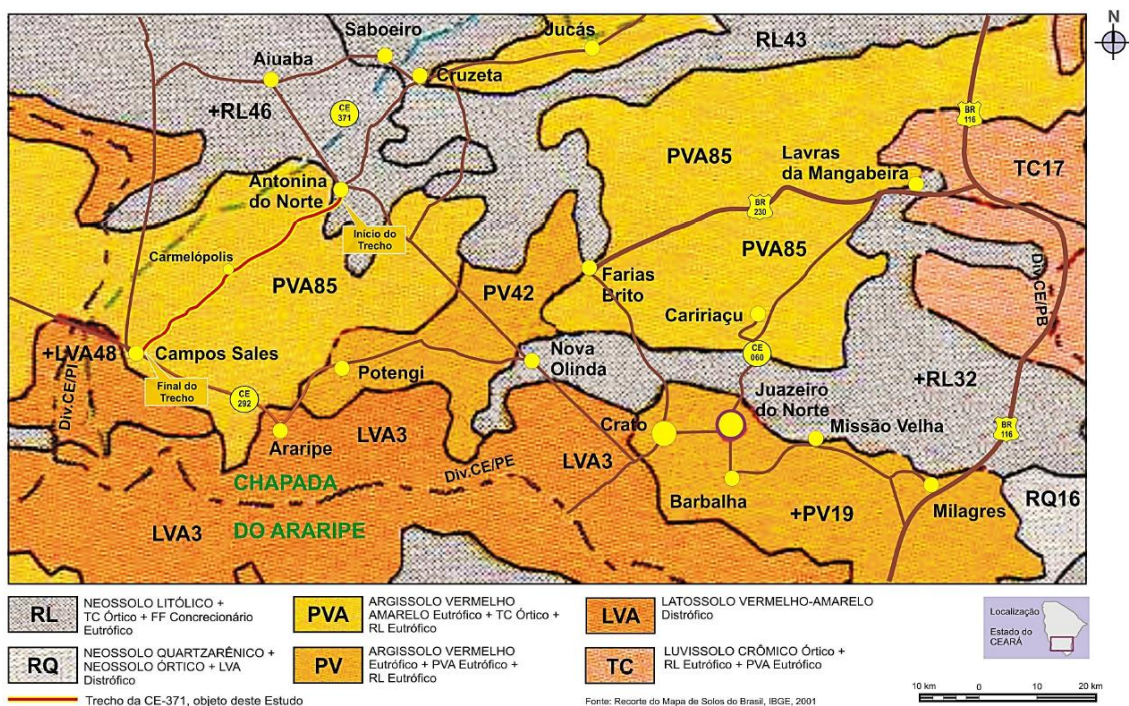 N
Saboeiro
Jucás
RL43
Aiuaba
Cruzeta
+RL46
CE
371
BR
116
PVA85
Lavras
da Mangabeira
TC17
Antonina
do Norte
BR
230
Início do
Trecho
Carmelópolis
PVA85
PV42
Farias
Brito
PVA85
Div.CE/PB
Caririaçu
+LVA48
Campos Sales
Final do
Trecho
Div.CE/PI
CE
292
Potengi
Nova
Olinda
CE
060
+RL32
Juazeiro
do Norte
Araripe
LVA3
Crato
Missão Velha
BR
116
CHAPADA
DO ARARIPE
Div.CE/PE
LVA3
Barbalha
Milagres
RQ16
LVA3
+PV19
RL
NEOSSOLO LITÓLICO +
TC Órtico + FF Concrecionário
Eutrófico
PVA
ARGISSOLO VERMELHO
AMARELO Eutrófico + TC Órtico +
RL Eutrófico
LVA
LATOSSOLO VERMELHO-AMARELO
Distrófico
RQ
NEOSSOLO QUARTZARÊNICO +
NEOSSOLO ÓRTICO + LVA
Distrófico
PV
ARGISSOLO VERMELHO
Eutrófico + PVA Eutrófico +
RL Eutrófico
TC
LUVISSOLO CRÔMICO Órtico +
RL Eutrófico + PVA Eutrófico
Localização
Estado do
CEARÁ
Trecho da CE-371, objeto deste Estudo
Fonte: Recorte do Mapa de Solos do Brasil, IBGE, 2001
10 km 0 10 20 km